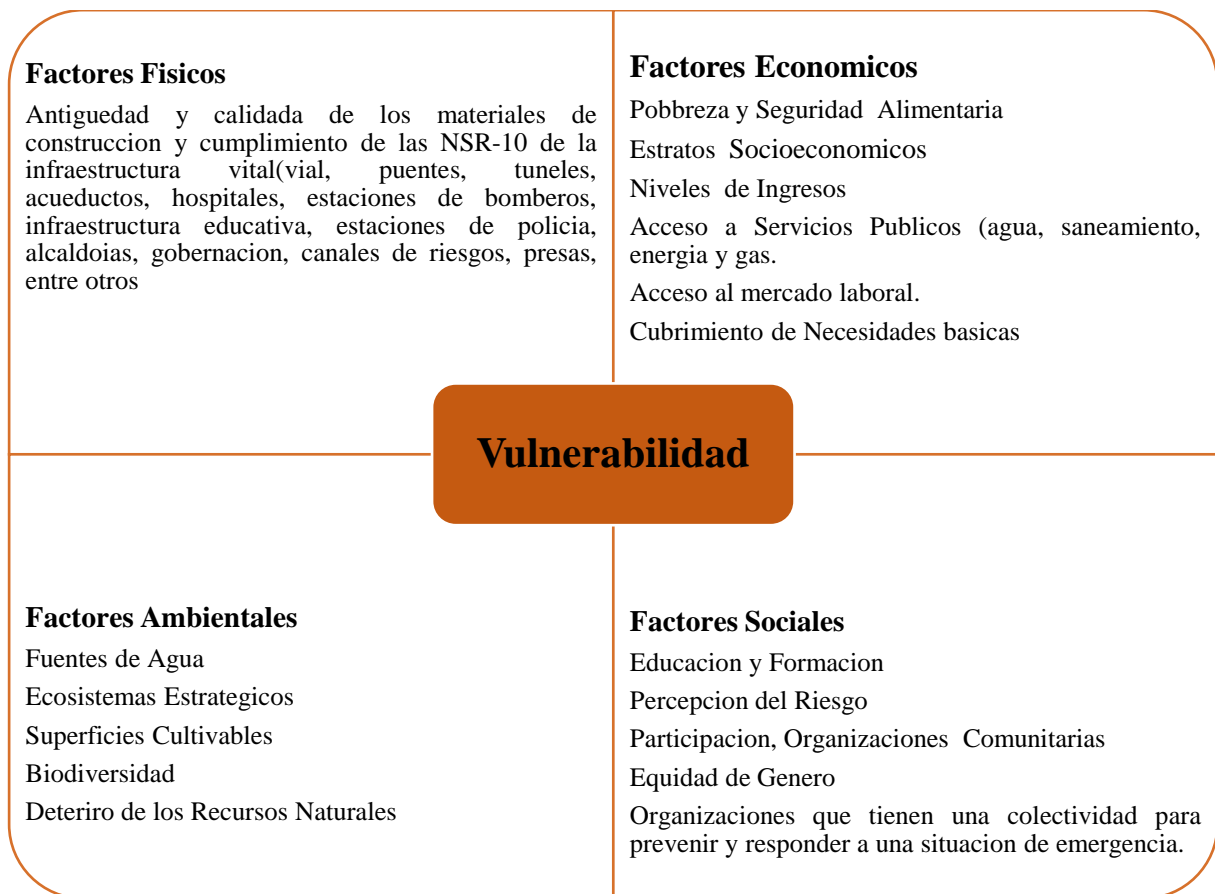 Factores Fisicos
Antiguedad y calidada de los materiales de
construccion y cumplimiento de las NSR-10 de la
infraestructura vital(vial, puentes, tuneles,
acueductos, hospitales, estaciones de bomberos,
infraestructura educativa, estaciones de policia,
alcaldoias, gobernacion, canales de riesgos, presas,
entre otros
Factores Economicos
Pobbreza y Seguridad Alimentaria
Estratos Socioeconomicos
Niveles de Ingresos
Acceso a Servicios Publicos (agua, saneamiento,
energia y gas.
Acceso al mercado laboral.
Cubrimiento de Necesidades basicas
Vulnerabilidad
Factores Ambientales
Fuentes de Agua
Ecosistemas Estrategicos
Superficies Cultivables
Biodiversidad
Deteriro de los Recursos Naturales
Factores Sociales
Educacion y Formacion
Percepcion del Riesgo
Participacion, Organizaciones Comunitarias
Equidad de Genero
Organizaciones que tienen una colectividad para
prevenir y responder a una situacion de emergencia.